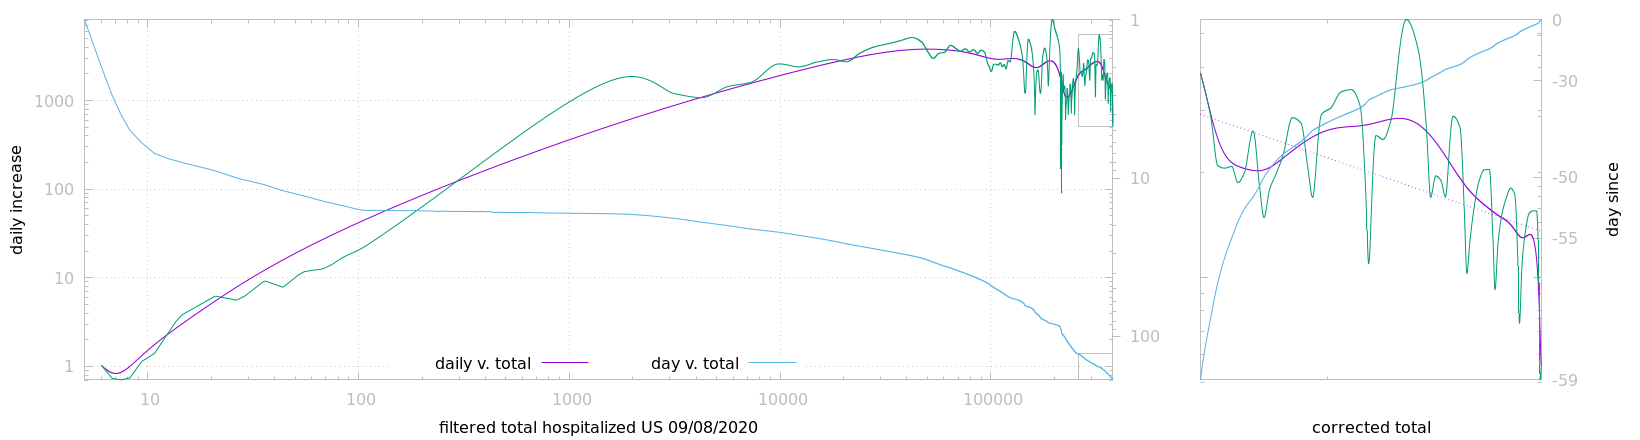 daily increase
1000
100
10
1
daily v. total
day v. total
10
100
1000
10000
100000
filtered total hospitalized US 09/08/2020
1
10
100
0
-30
-50
-55
-59
day since
corrected total